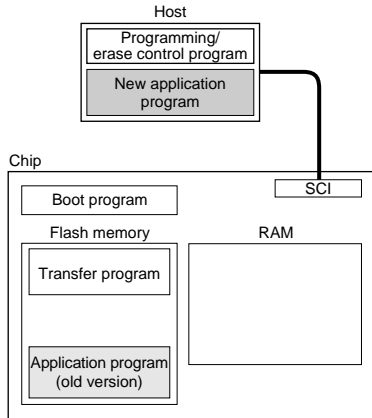 Host
Programming/
erase control program
New application
program
Chip
SCI
Boot program
Flash memory
RAM
Transfer program
Application program
(old version)